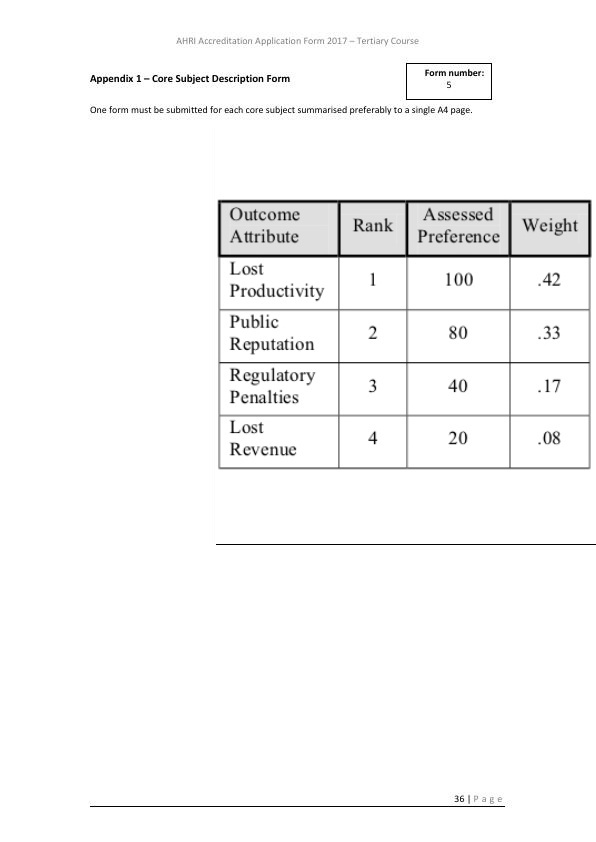 AHRI Accreditation Application Form 2017 – Tertiary Course
Appendix 1 – Core Subject Description Form
Form number:
5
One form must be submitted for each core subject summarised preferably to a single A4 page.
Outcome Attribute Rank Assessed Preference Weight
Lost Productivity 1 100 .42
Public Reputation 2 80 .33
Regulatory Penalties 3 40 .17
Lost Revenue 4 20 .08
36 | Page